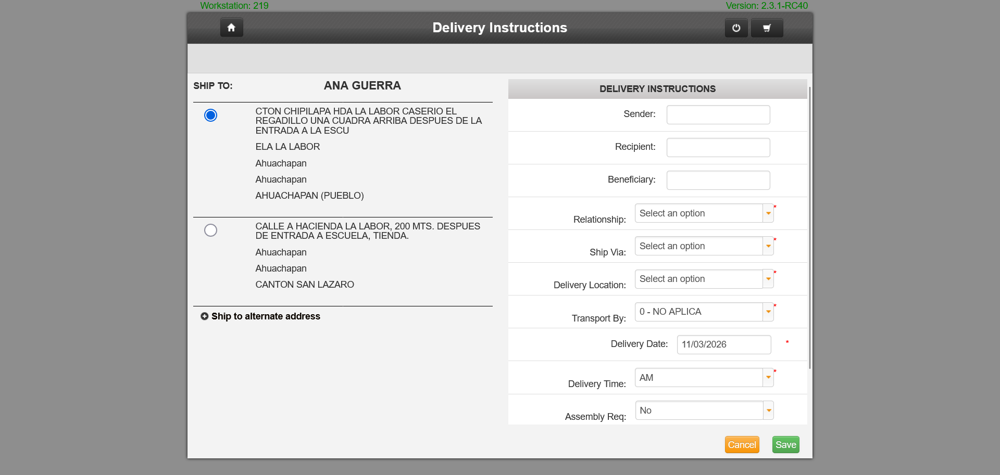 Workstation: 219
Version: 2.3.1-RC40
Delivery Instructions
SHIP TO:
ANA GUERRA
CTON CHIPILAPA HDA LA LABOR CASERIO EL
REGADILLO UNA CUADRA ARRIBA DESPUES DE LA
ENTRADA A LA ESCU
ELA LA LABOR
Ahuachapan
Ahuachapan
AHUACHAPAN (PUEBLO)
CALLE A HACIENDA LA LABOR, 200 MTS. DESPUES
DE ENTRADA A ESCUELA, TIENDA.
Ahuachapan
Ahuachapan
CANTON SAN LAZARO
Ship to alternate address
DELIVERY INSTRUCTIONS
Sender:
Recipient:
Beneficiary:
Relationship: Select an option *
Ship Via: Select an option *
Delivery Location: Select an option *
Transport By: 0 - NO APLICA *
Delivery Date: 11/03/2026 *
Delivery Time: AM *
Assembly Req: No
Cancel Save